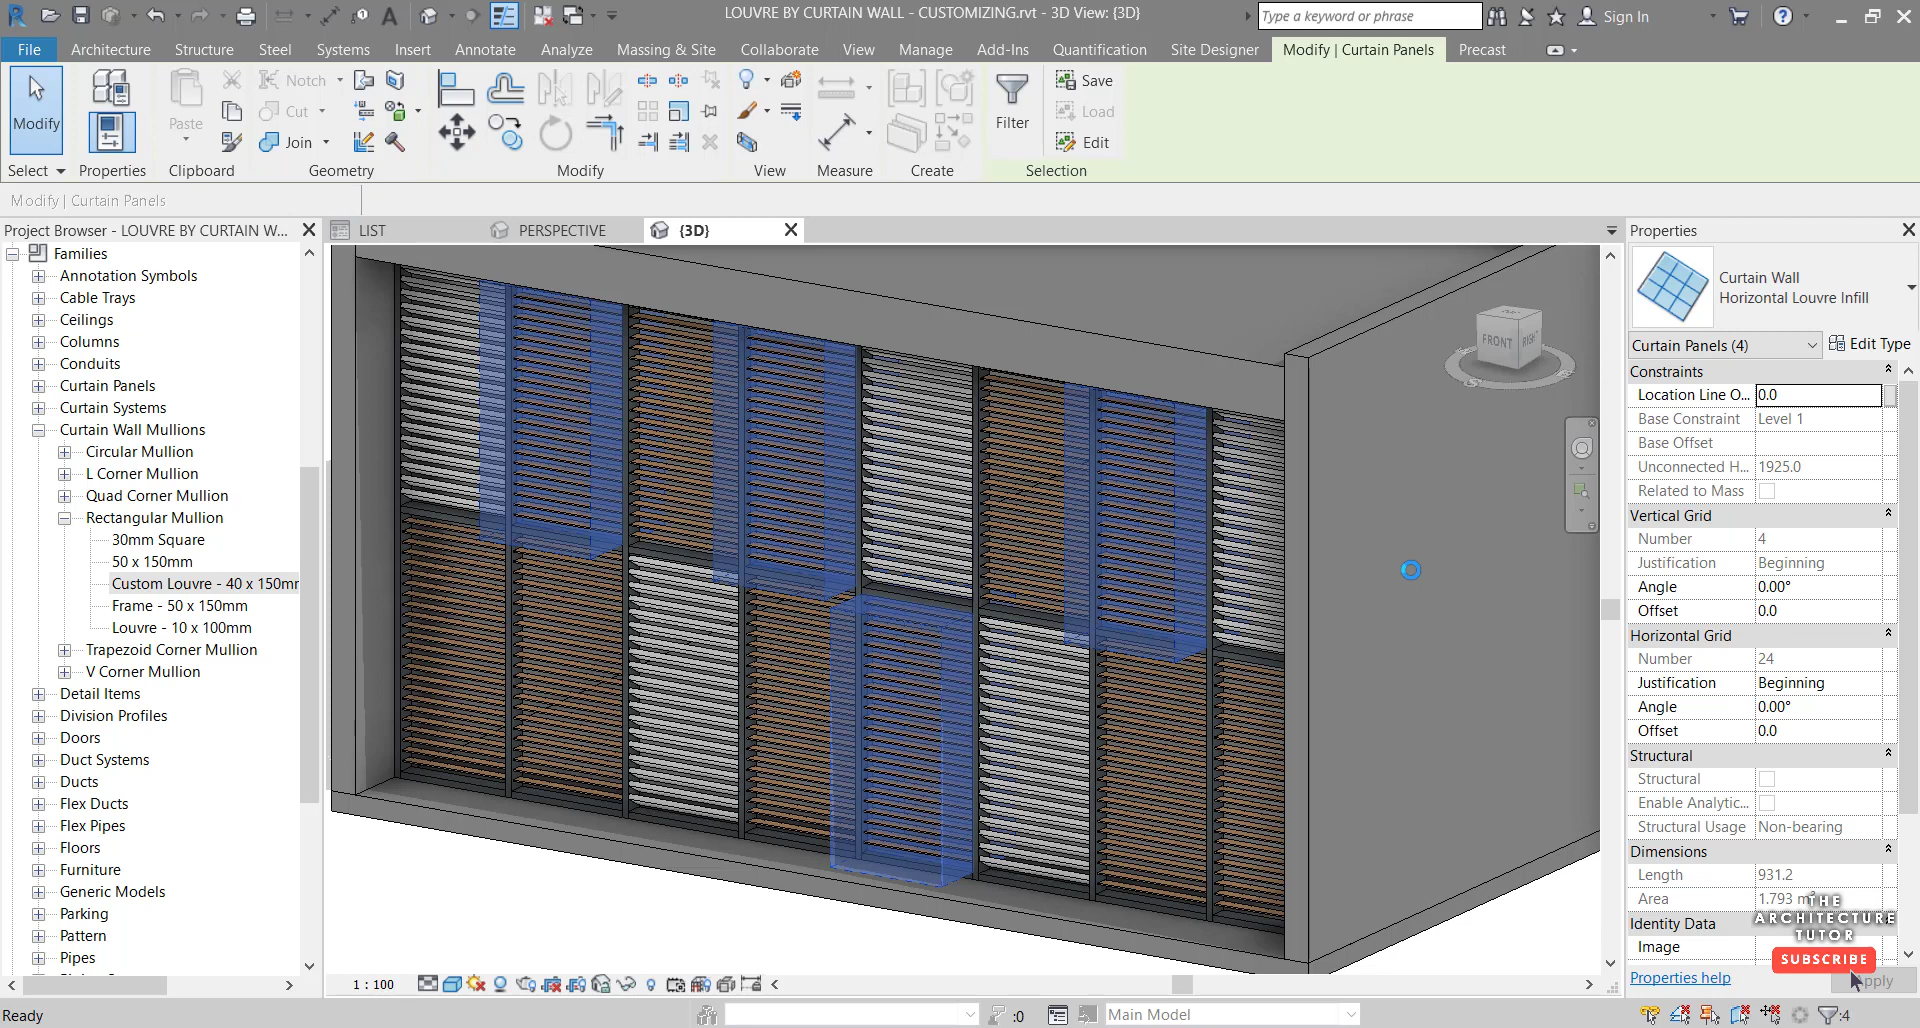 LOUVRE BY CURTAIN WALL - CUSTOMIZING.rvt - 3D View: {3D}
Type a keyword or phrase
Sign In
File
Architecture
Structure
Steel
Systems
Insert
Annotate
Analyze
Massing & Site
Collaborate
View
Manage
Add-Ins
Quantification
Site Designer
Modify | Curtain Panels
Precast
Modify
Paste
Notch
Cut
Join
Filter
Save
Load
Edit
Select
Properties
Clipboard
Geometry
Modify
View
Measure
Create
Selection
Modify | Curtain Panels
Project Browser - LOUVRE BY CURTAIN W...
LIST
PERSPECTIVE
{3D}
Families
Annotation Symbols
Cable Trays
Ceilings
Columns
Conduits
Curtain Panels
Curtain Systems
Curtain Wall Mullions
Circular Mullion
L Corner Mullion
Quad Corner Mullion
Rectangular Mullion
30mm Square
50 x 150mm
Custom Louvre - 40 x 150mm
Frame - 50 x 150mm
Louvre - 10 x 100mm
Trapezoid Corner Mullion
V Corner Mullion
Detail Items
Division Profiles
Doors
Duct Systems
Ducts
Flex Ducts
Flex Pipes
Floors
Furniture
Generic Models
Parking
Pattern
Pipes
FRONT
RIGHT
1 : 100
Properties
Curtain Wall
Horizontal Louvre Infill
Curtain Panels (4)
Edit Type
Constraints
Location Line O... 0.0
Base Constraint Level 1
Base Offset
Unconnected H... 1925.0
Related to Mass
Vertical Grid
Number 4
Justification Beginning
Angle 0.00°
Offset 0.0
Horizontal Grid
Number 24
Justification Beginning
Angle 0.00°
Offset 0.0
Structural
Structural
Enable Analytic...
Structural Usage Non-bearing
Dimensions
Length 931.2
Area 1.793 m²
Identity Data
Image
THE
ARCHITECTURE
TUTOR
SUBSCRIBE
Properties help
Apply
Ready
:0
Main Model
:4